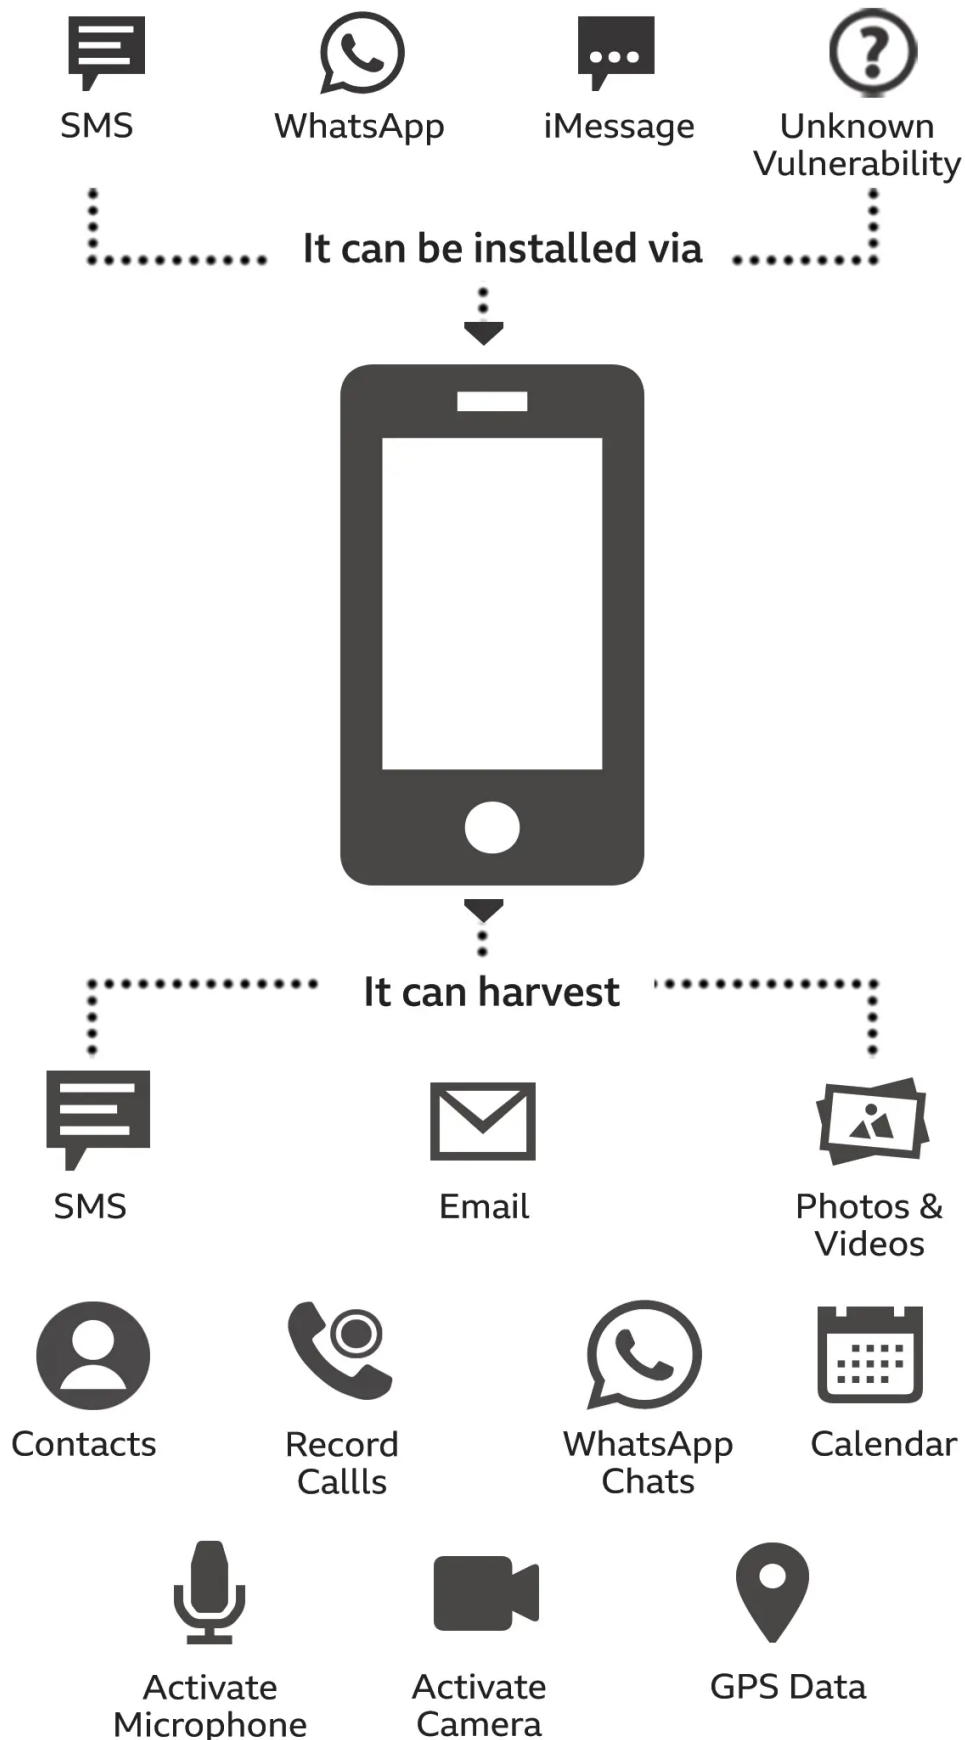 SMS
WhatsApp
iMessage
Unknown
Vulnerability
It can be installed via
It can harvest
SMS
Email
Photos &
Videos
Contacts
Record
Callls
WhatsApp
Chats
Calendar
Activate
Microphone
Activate
Camera
GPS Data